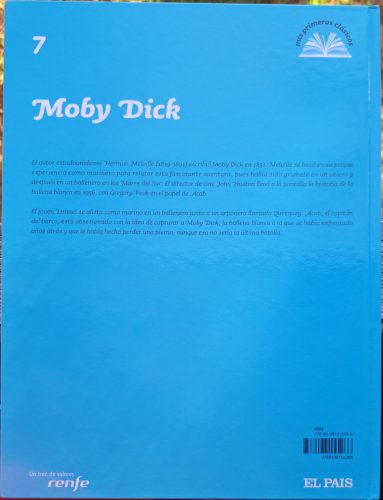 7
mis primeros clásicos
Moby Dick
El autor estadounidense Herman Melville (1819-1891) escribió Moby Dick en 1851. Melville se basó en su propia
experiencia como marinero para relatar esta fascinante aventura, pues había sido grumete en un velero y
después en un ballenero en los Mares del Sur. El director de cine John Huston llevó a la pantalla la historia de la
ballena blanca en 1956, con Gregory Peck en el papel de Acab.
El joven Ismael se alista como marino en un ballenero junto a un arponero llamado Queequeg. Acab, el capitán
del barco, está obsesionado con la idea de capturar a Moby Dick, la ballena blanca a la que se había enfrentado
años atrás y que le había hecho perder una pierna, aunque esa no sería la última batalla.
ISBN
Un tren de valores
renfe
EL PAIS